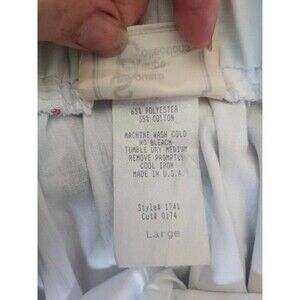 65% POLYESTER
35% COTTON
MACHINE WASH COLD
NO BLEACH
TUMBLE DRY MEDIUM
REMOVE PROMPTLY
COOL IRON
MADE IN U.S.A.
Style# 1741
Cut# 0174
Large